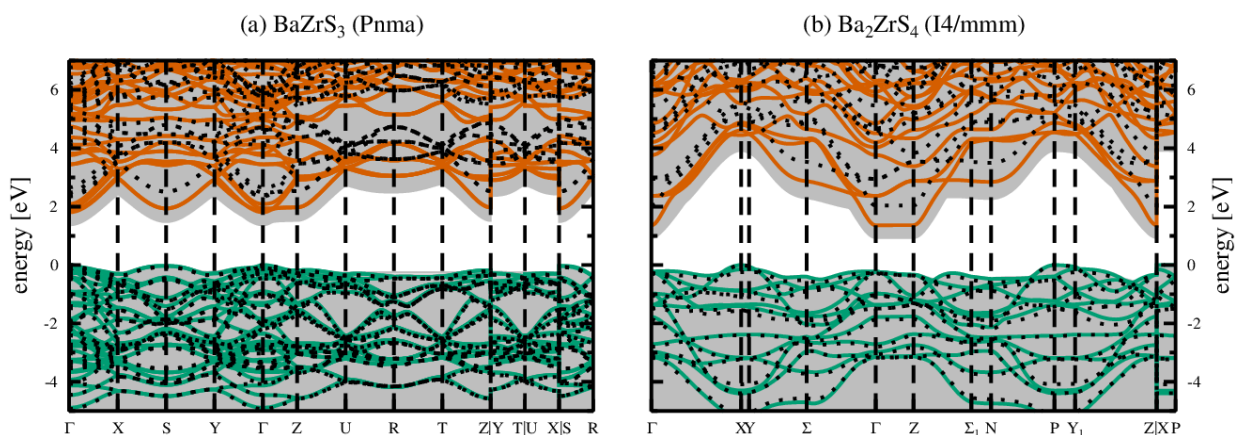 (a) BaZrS₃ (Pnma)
(b) Ba₂ZrS₄ (I4/mmm)
energy [eV]
6
4
2
0
-2
-4
Γ X S Y Γ Z U R T Z|Y T|U X|S R
6
4
2
0
-2
-4
energy [eV]
Γ XY Σ Γ Z Σ₁ N P Y₁ Z|X P